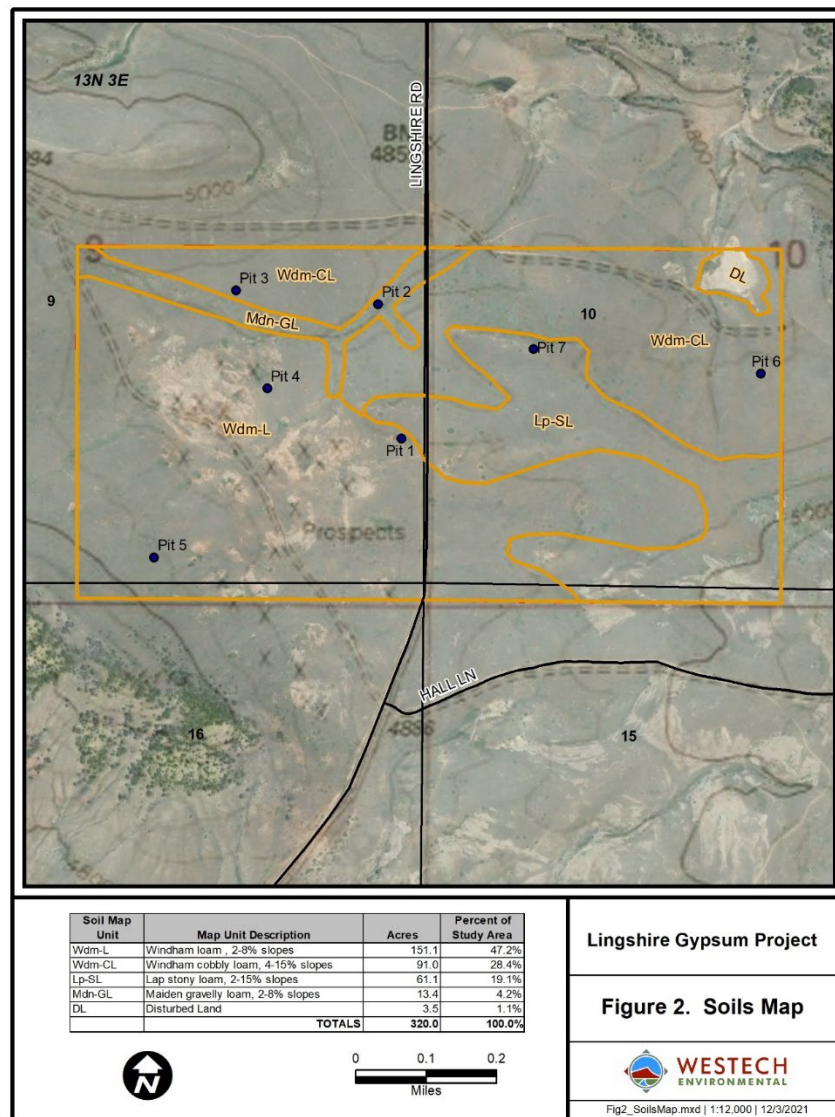 13N 3E
LINGSHIRE RD
BM
485
5000
4800
9
10
Wdm-CL
DL
Pit 3
Pit 2
9
10
Mdn-GL
Wdm-CL
Pit 7
Pit 6
Pit 4
Lp-SL
Wdm-L
Pit 1
Prospects
Pit 5
HALL LN
16
15
4886
Soil Map Unit Map Unit Description Acres Percent of Study Area
Wdm-L Windham loam , 2-8% slopes 151.1 47.2%
Wdm-CL Windham cobbly loam, 4-15% slopes 91.0 28.4%
Lp-SL Lap stony loam, 2-15% slopes 61.1 19.1%
Mdn-GL Maiden gravelly loam, 2-8% slopes 13.4 4.2%
DL Disturbed Land 3.5 1.1%
TOTALS 320.0 100.0%
N
0 0.1 0.2
Miles
Lingshire Gypsum Project
Figure 2. Soils Map
WESTECH
ENVIRONMENTAL
Fig2_SoilsMap.mxd | 1:12,000 | 12/3/2021